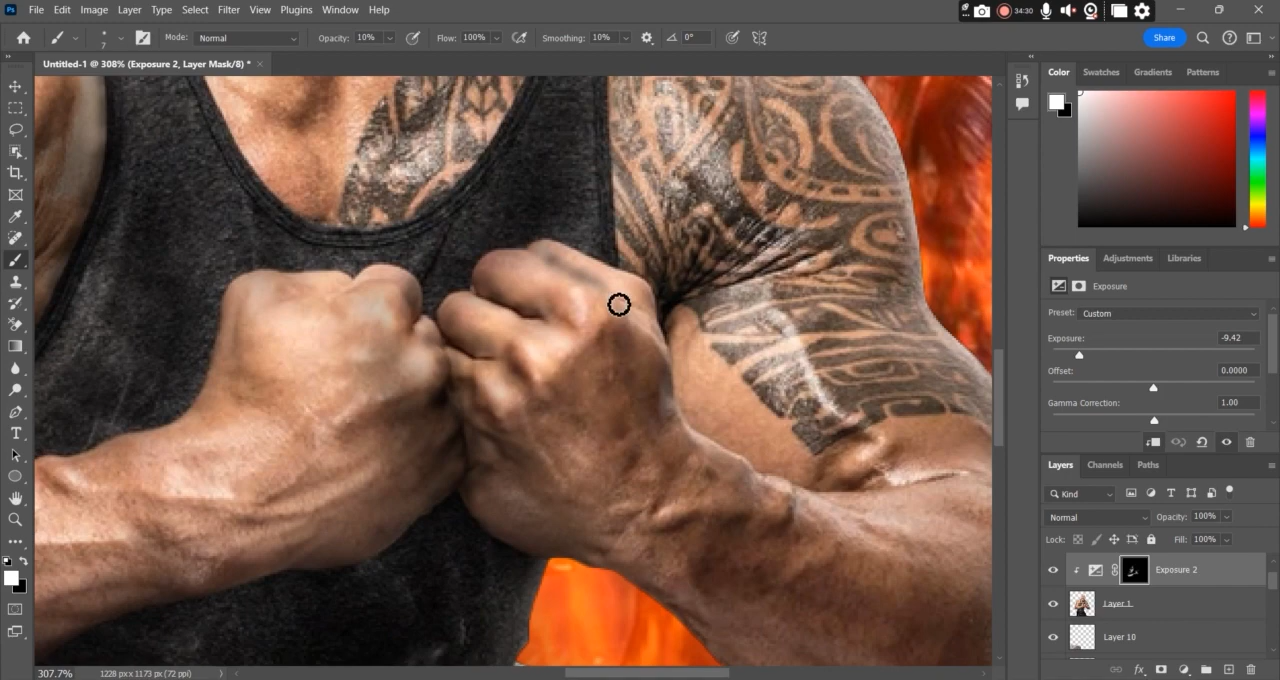 Ps File Edit Image Layer Type Select Filter View Plugins Window Help
34:30
7 Mode: Normal Opacity: 10% Flow: 100% Smoothing: 10% 0° Share
Untitled-1 @ 308% (Exposure 2, Layer Mask/8) * ×
Color Swatches Gradients Patterns
Properties Adjustments Libraries
Exposure
Preset: Custom
Exposure: -9.42
Offset: 0.0000
Gamma Correction: 1.00
Layers Channels Paths
Kind
Normal Opacity: 100%
Lock: Fill: 100%
Exposure 2
Layer 1
Layer 10
307.7% 1228 px x 1173 px (72 ppi)
fx